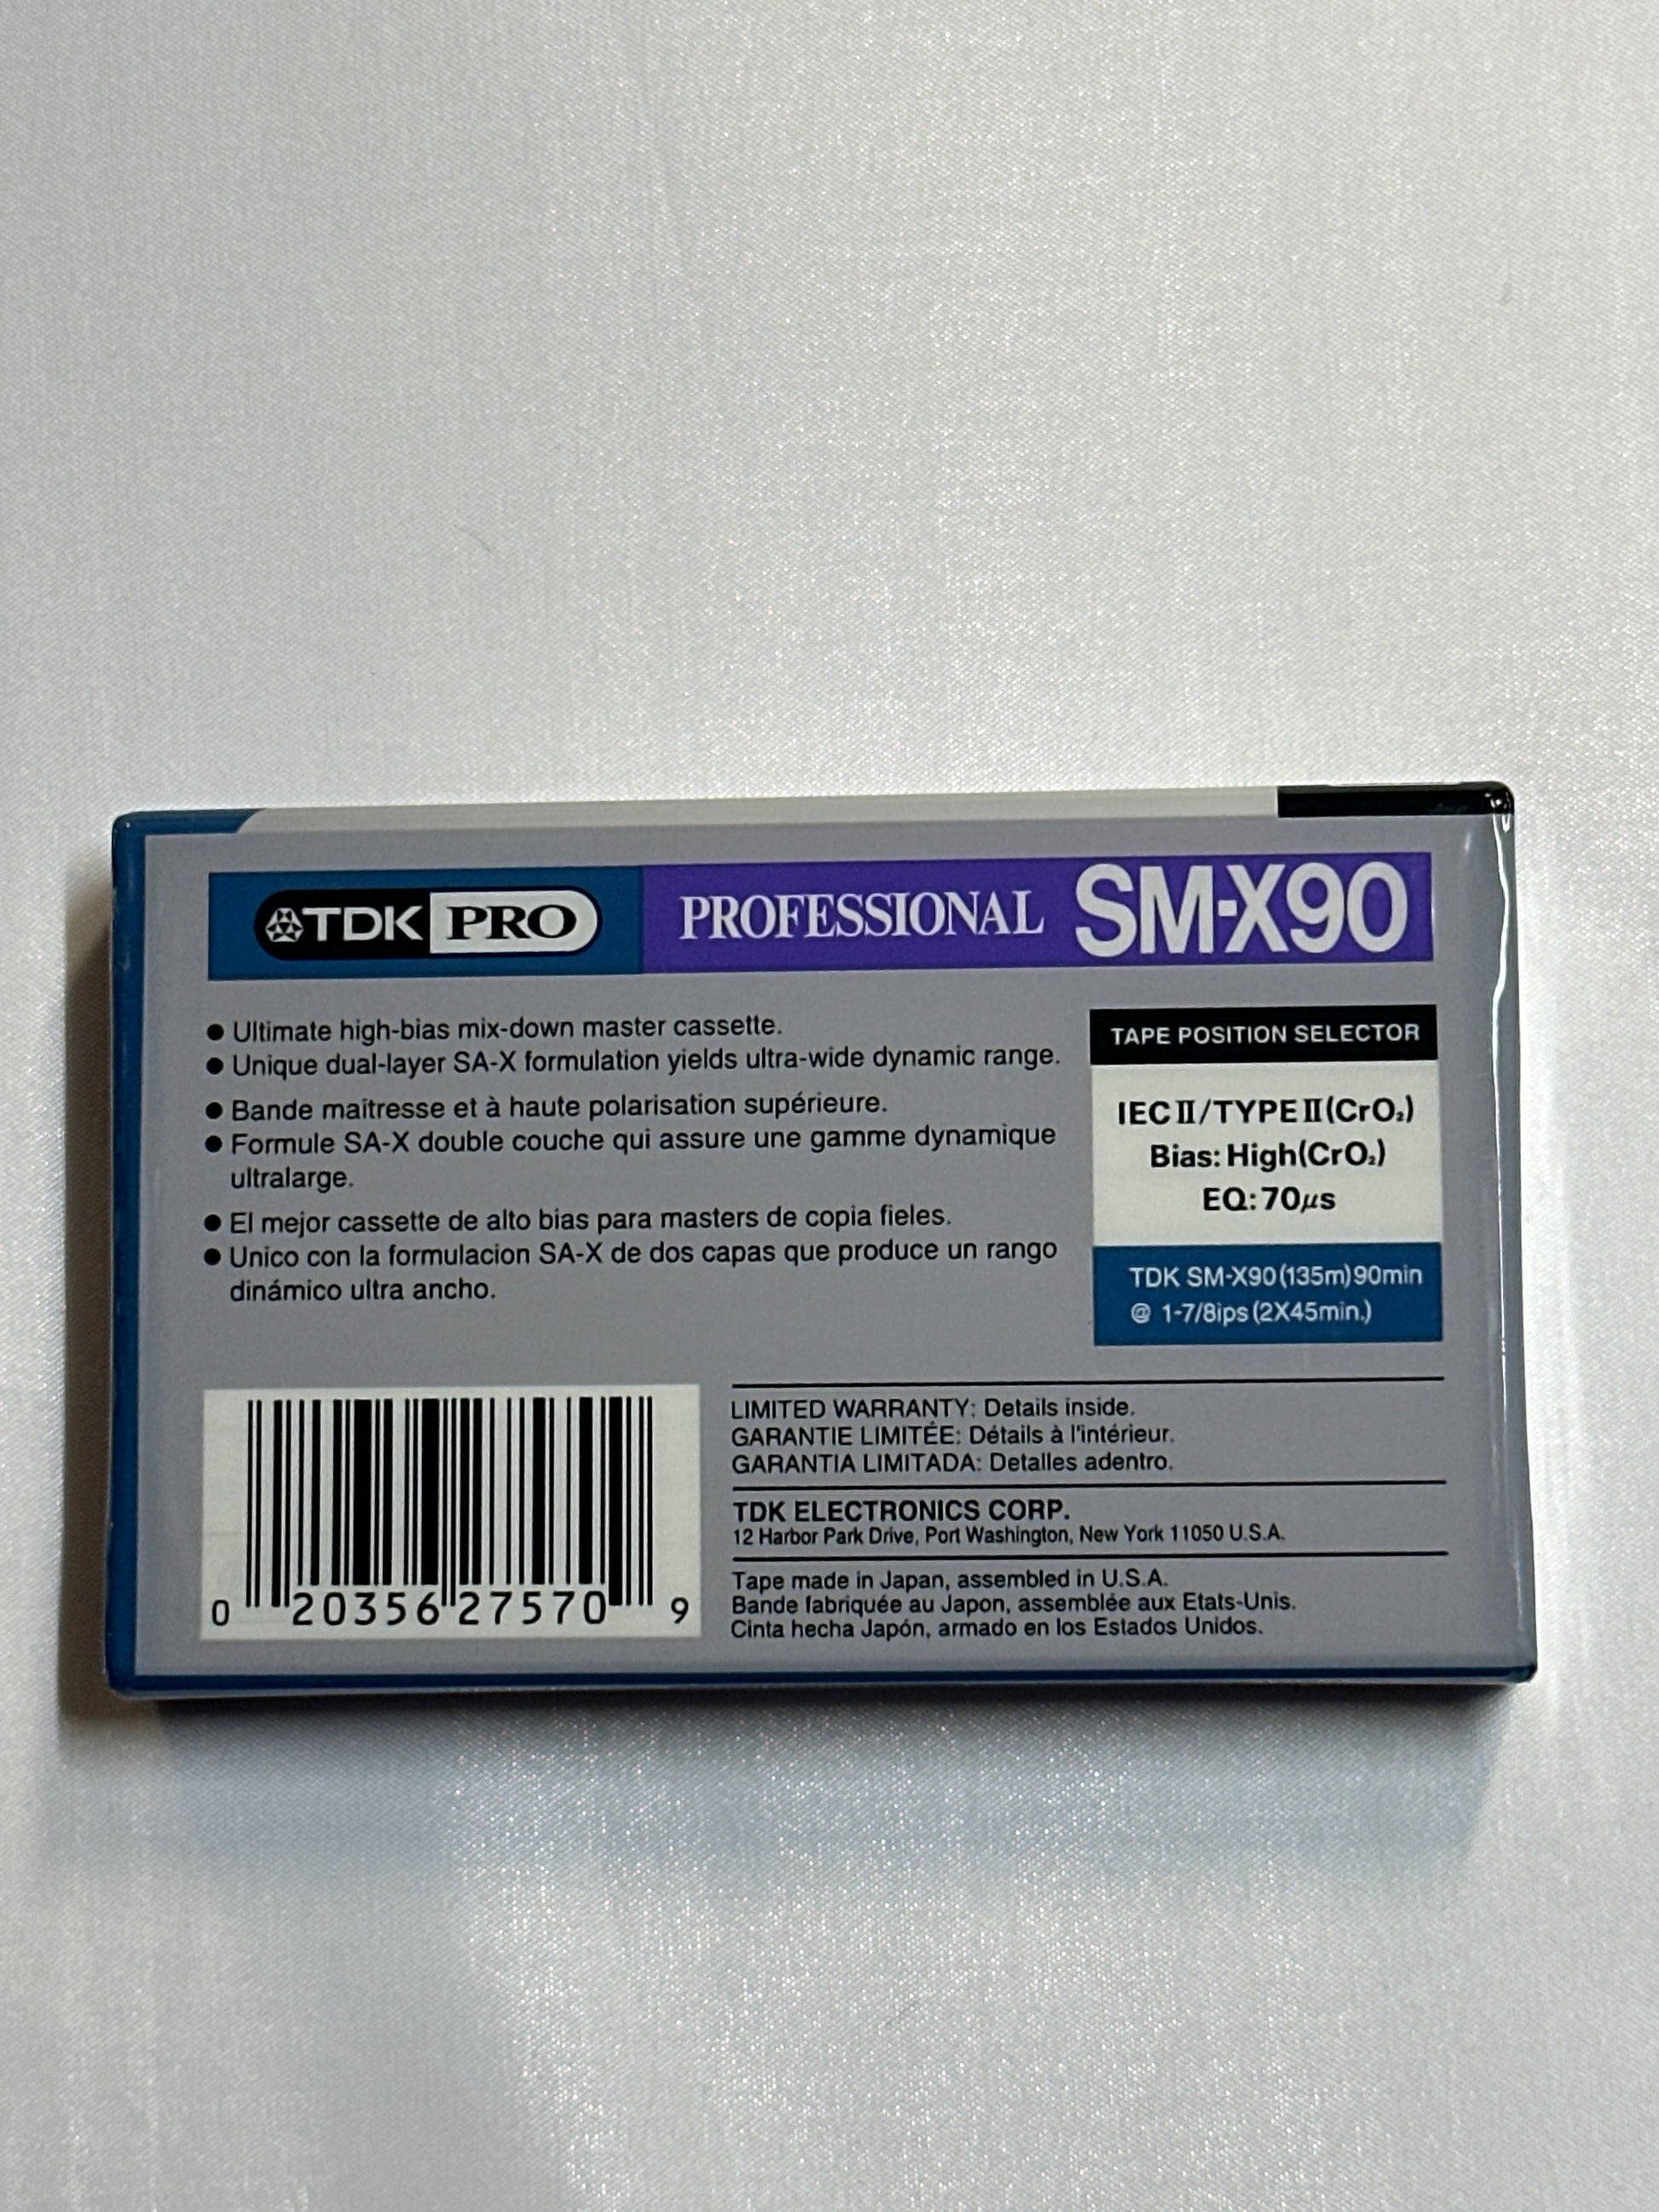 TDK PRO PROFESSIONAL SM-X90
● Ultimate high-bias mix-down master cassette.
● Unique dual-layer SA-X formulation yields ultra-wide dynamic range.
● Bande maîtresse et à haute polarisation supérieure.
● Formule SA-X double couche qui assure une gamme dynamique
ultralarge.
● El mejor cassette de alto bias para masters de copia fieles.
● Unico con la formulacion SA-X de dos capas que produce un rango
dinámico ultra ancho.
TAPE POSITION SELECTOR
IEC II/TYPE II (CrO₂)
Bias: High(CrO₂)
EQ: 70μs
TDK SM-X90 (135m) 90min
@ 1-7/8ips (2X45min.)
0 20356 27570 9
LIMITED WARRANTY: Details inside.
GARANTIE LIMITÉE: Détails à l'intérieur.
GARANTIA LIMITADA: Detalles adentro.
TDK ELECTRONICS CORP.
12 Harbor Park Drive, Port Washington, New York 11050 U.S.A.
Tape made in Japan, assembled in U.S.A.
Bande fabriquée au Japon, assemblée aux Etats-Unis.
Cinta hecha Japón, armado en los Estados Unidos.